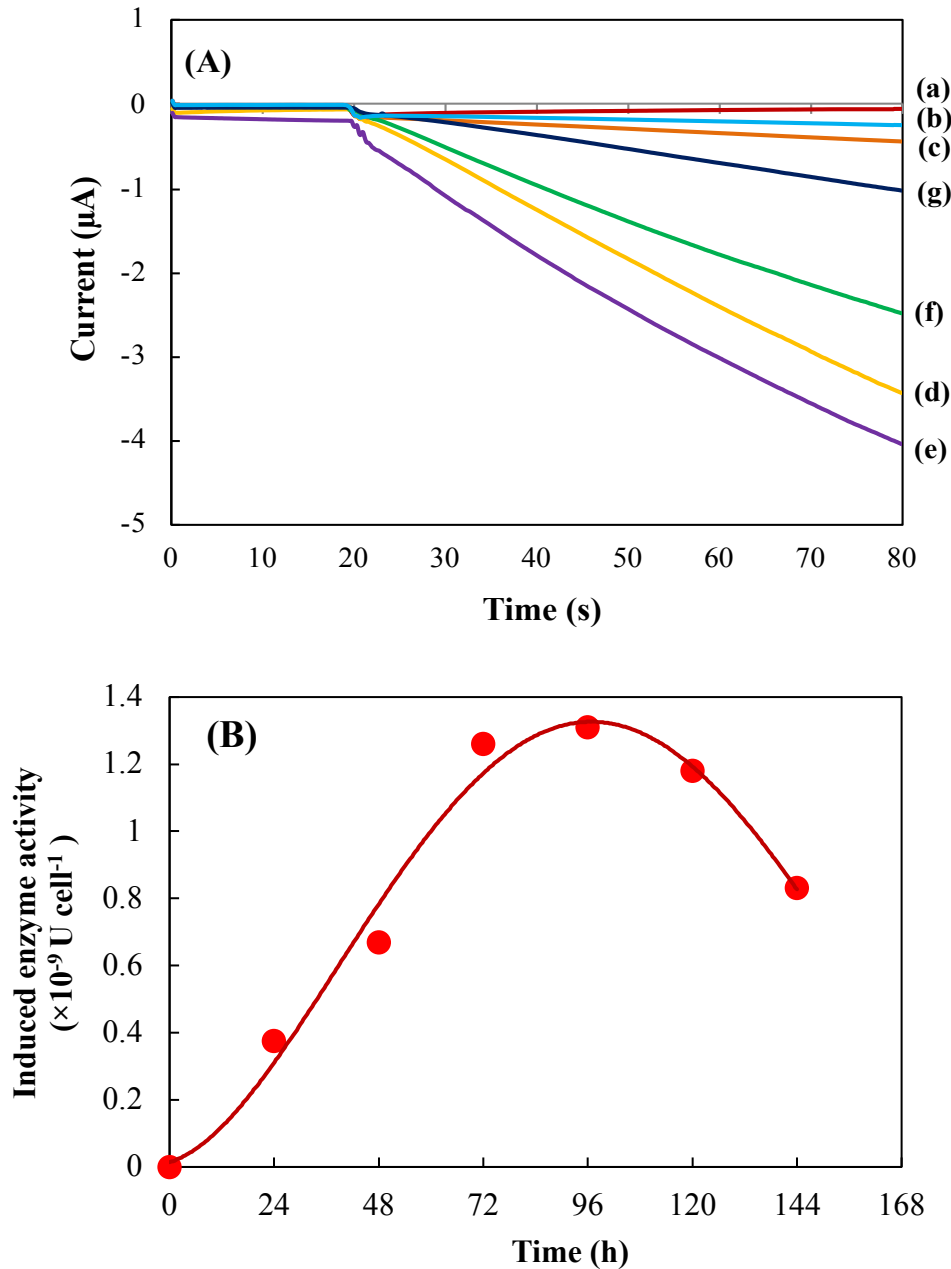 (A)
1
0
-1
-2
-3
-4
-5
Current (µA)
0 10 20 30 40 50 60 70 80
Time (s)
(a)
(b)
(c)
(g)
(f)
(d)
(e)
(B)
1.4
1.2
1
0.8
0.6
0.4
0.2
0
Induced enzyme activity
(×10⁻⁹ U cell⁻¹ )
0 24 48 72 96 120 144 168
Time (h)